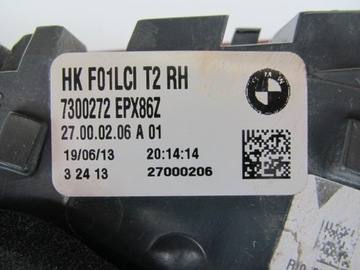 HK F01LCI T2 RH
7300272 EPX86Z
27.00.02.06 A 01
19/06/13 20:14:14
3 24 13 27000206